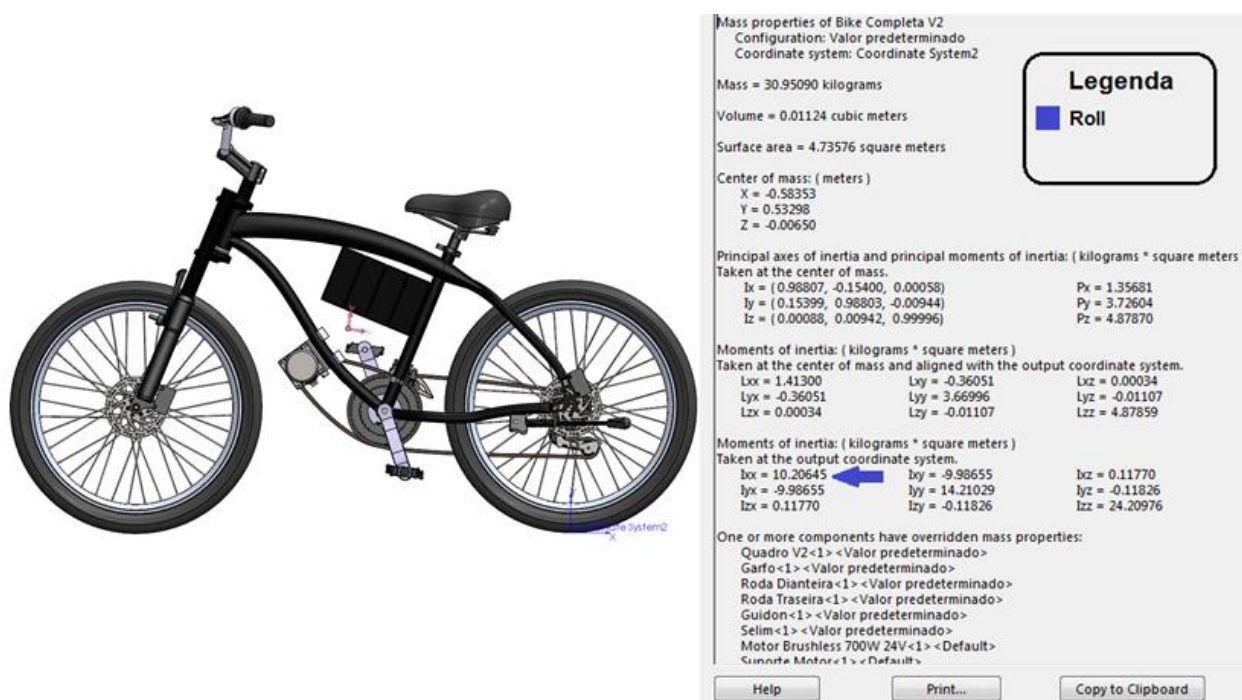 Mass properties of Bike Completa V2
Configuration: Valor predeterminado
Coordinate system: Coordinate System2
Mass = 30.95090 kilograms
Volume = 0.01124 cubic meters
Surface area = 4.73576 square meters
Center of mass: ( meters )
X = -0.58353
Y = 0.53298
Z = -0.00650
Principal axes of inertia and principal moments of inertia: ( kilograms * square meters
Taken at the center of mass.
Ix = ( 0.98807, -0.15400, 0.00058) Px = 1.35681
Iy = ( 0.15399, 0.98803, -0.00944) Py = 3.72604
Iz = ( 0.00088, 0.00942, 0.99996) Pz = 4.87870
Moments of inertia: ( kilograms * square meters )
Taken at the center of mass and aligned with the output coordinate system.
Lxx = 1.41300 Lxy = -0.36051 Lxz = 0.00034
Lyx = -0.36051 Lyy = 3.66996 Lyz = -0.01107
Lzx = 0.00034 Lzy = -0.01107 Lzz = 4.87859
Moments of inertia: ( kilograms * square meters )
Taken at the output coordinate system.
Ixx = 10.20645 Ixy = -9.98655 Ixz = 0.11770
Iyx = -9.98655 Iyy = 14.21029 Iyz = -0.11826
Izx = 0.11770 Izy = -0.11826 Izz = 24.20976
One or more components have overridden mass properties:
Quadro V2<1> <Valor predeterminado>
Garfo<1> <Valor predeterminado>
Roda Dianteira<1> <Valor predeterminado>
Roda Traseira<1> <Valor predeterminado>
Guidon<1> <Valor predeterminado>
Selim<1> <Valor predeterminado>
Motor Brushless 700W 24V<1> <Default>
Suporte Motor<1> <Default>
Help Print... Copy to Clipboard
Legenda
Roll
System2
X